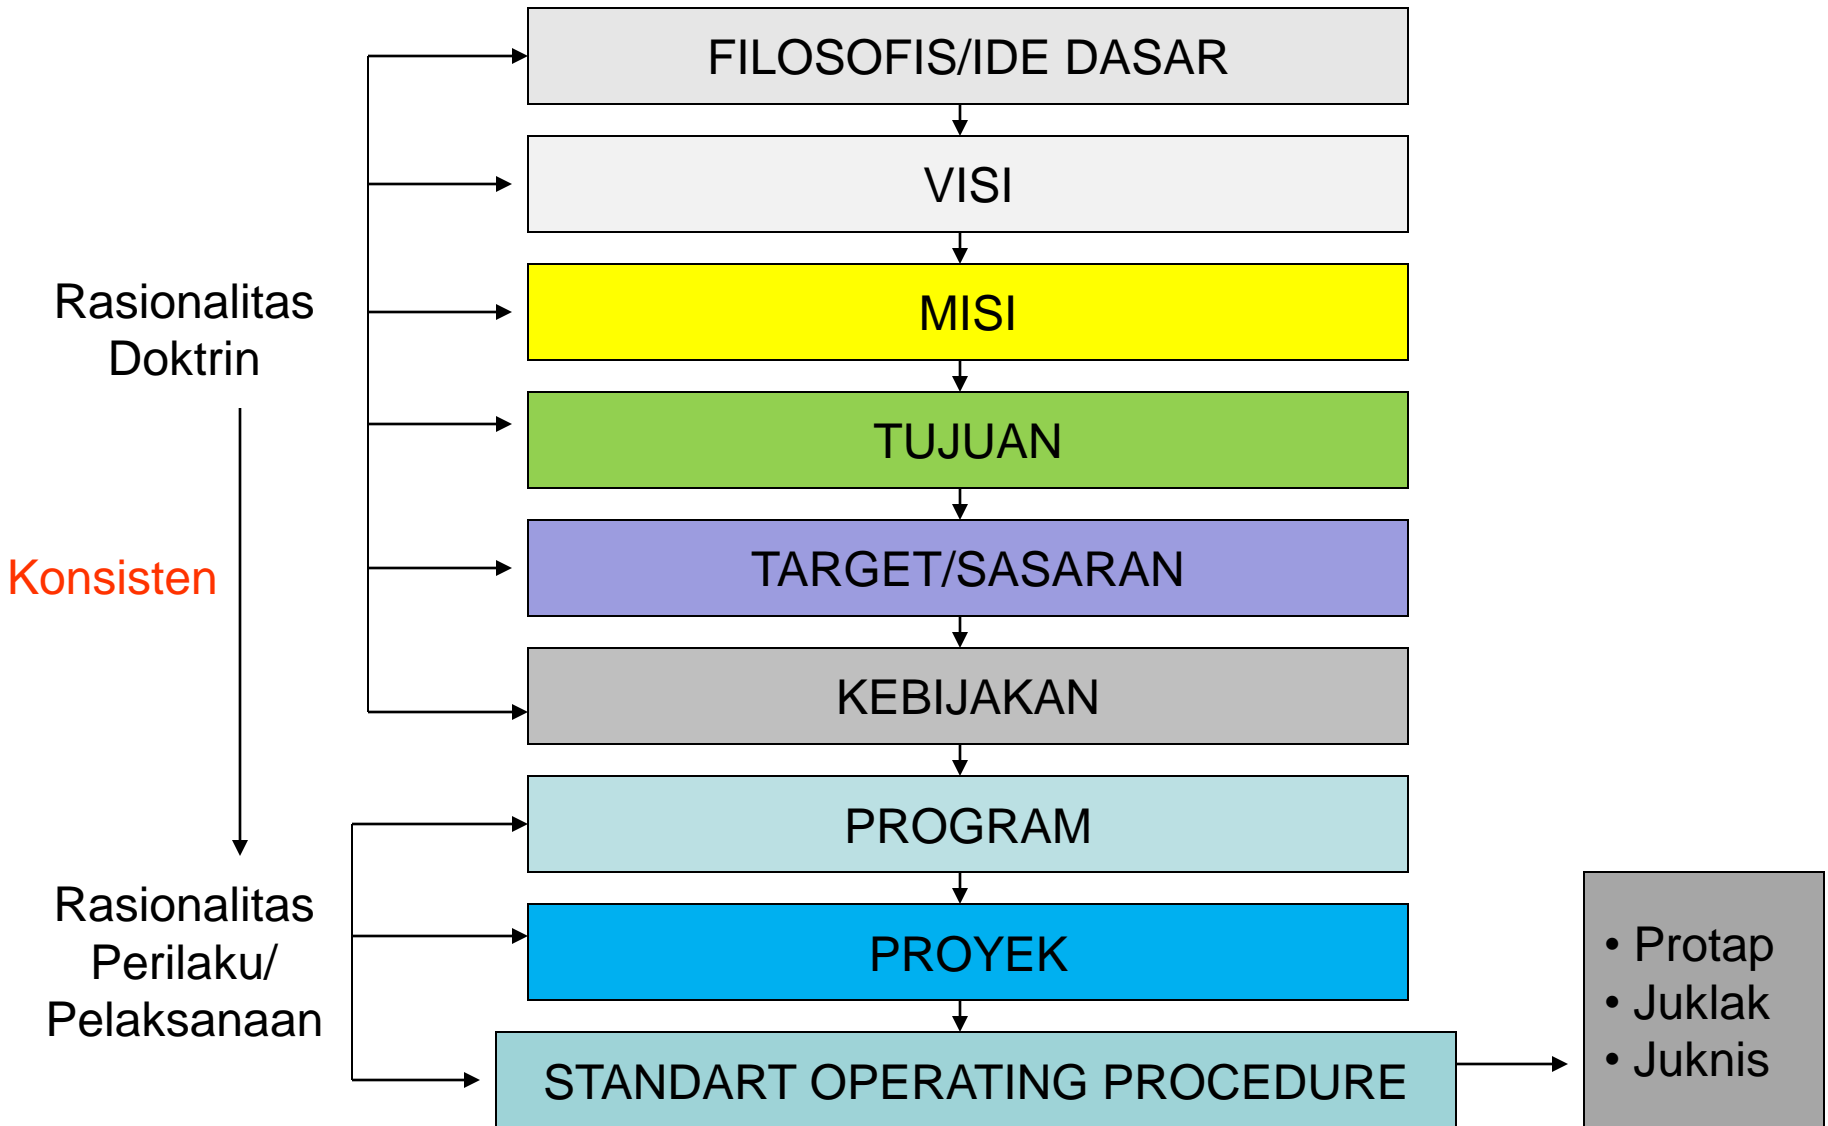 FILOSOFIS/IDE DASAR
VISI
MISI
TUJUAN
TARGET/SASARAN
KEBIJAKAN
PROGRAM
PROYEK
STANDART OPERATING PROCEDURE
Rasionalitas
Doktrin
Konsisten
Rasionalitas
Perilaku/
Pelaksanaan
• Protap
• Juklak
• Juknis